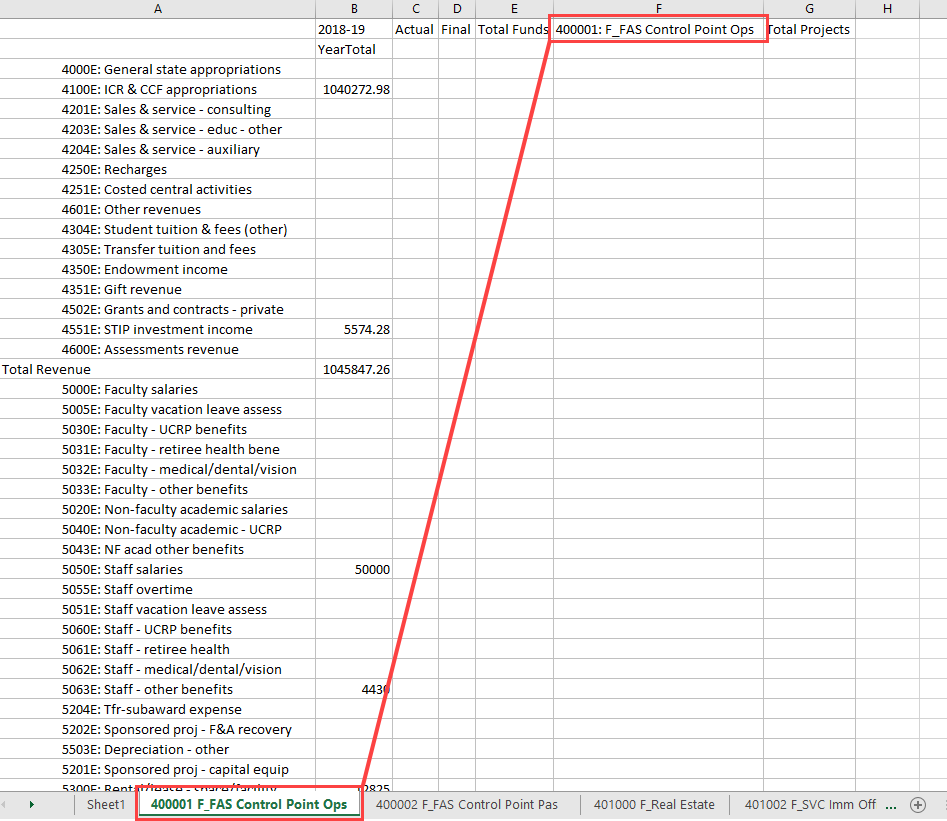 A B C D E F G H
2018-19 Actual Final Total Funds 400001: F_FAS Control Point Ops Total Projects
YearTotal
4000E: General state appropriations
4100E: ICR & CCF appropriations 1040272.98
4201E: Sales & service - consulting
4203E: Sales & service - educ - other
4204E: Sales & service - auxiliary
4250E: Recharges
4251E: Costed central activities
4601E: Other revenues
4304E: Student tuition & fees (other)
4305E: Transfer tuition and fees
4350E: Endowment income
4351E: Gift revenue
4502E: Grants and contracts - private
4551E: STIP investment income 5574.28
4600E: Assessments revenue
Total Revenue 1045847.26
5000E: Faculty salaries
5005E: Faculty vacation leave assess
5030E: Faculty - UCRP benefits
5031E: Faculty - retiree health bene
5032E: Faculty - medical/dental/vision
5033E: Faculty - other benefits
5020E: Non-faculty academic salaries
5040E: Non-faculty academic - UCRP
5043E: NF acad other benefits
5050E: Staff salaries 50000
5055E: Staff overtime
5051E: Staff vacation leave assess
5060E: Staff - UCRP benefits
5061E: Staff - retiree health
5062E: Staff - medical/dental/vision
5063E: Staff - other benefits 4430
5204E: Tfr-subaward expense
5202E: Sponsored proj - F&A recovery
5503E: Depreciation - other
5201E: Sponsored proj - capital equip
5300E: Rental/lease - space/facility
Sheet1 400001 F_FAS Control Point Ops 400002 F_FAS Control Point Pas 401000 F_Real Estate 401002 F_SVC Imm Off ...